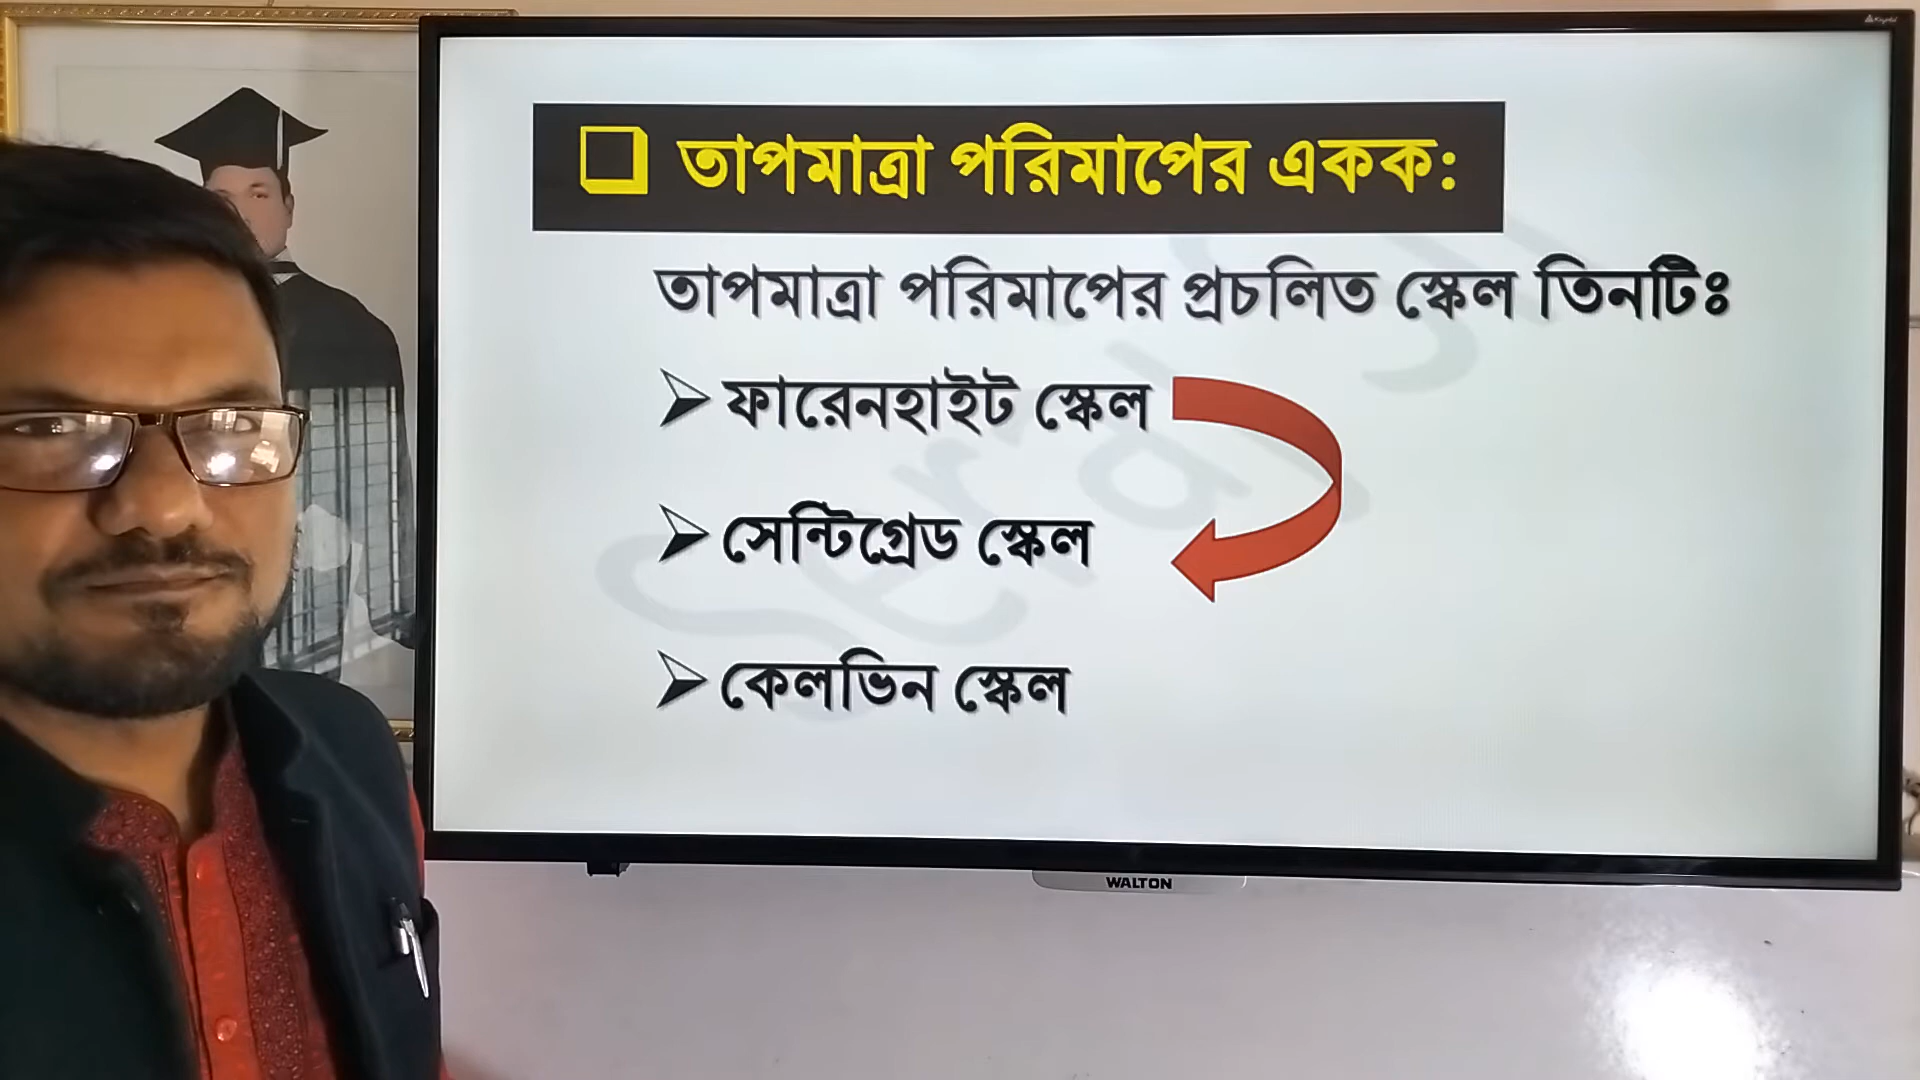 তাপমাত্রা পরিমাপের একক:
তাপমাত্রা পরিমাপের প্রচলিত স্কেল তিনটিঃ
ফারেনহাইট স্কেল
সেন্টিগ্রেড স্কেল
কেলভিন স্কেল
WALTON